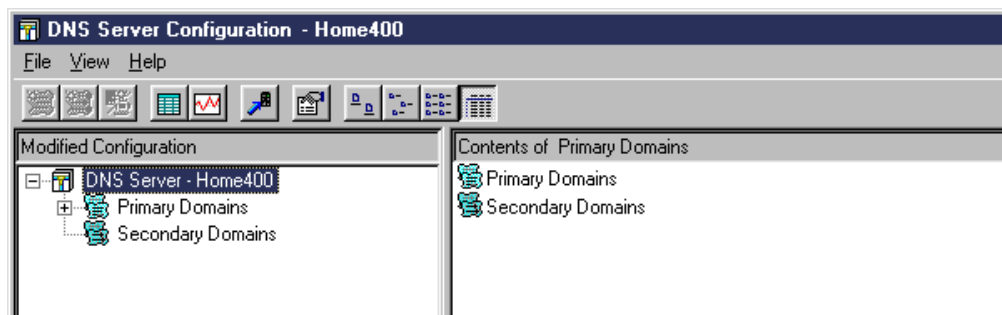 DNS Server Configuration - Home400
File View Help
Modified Configuration
DNS Server - Home400
Primary Domains
Secondary Domains
Contents of Primary Domains
Primary Domains
Secondary Domains